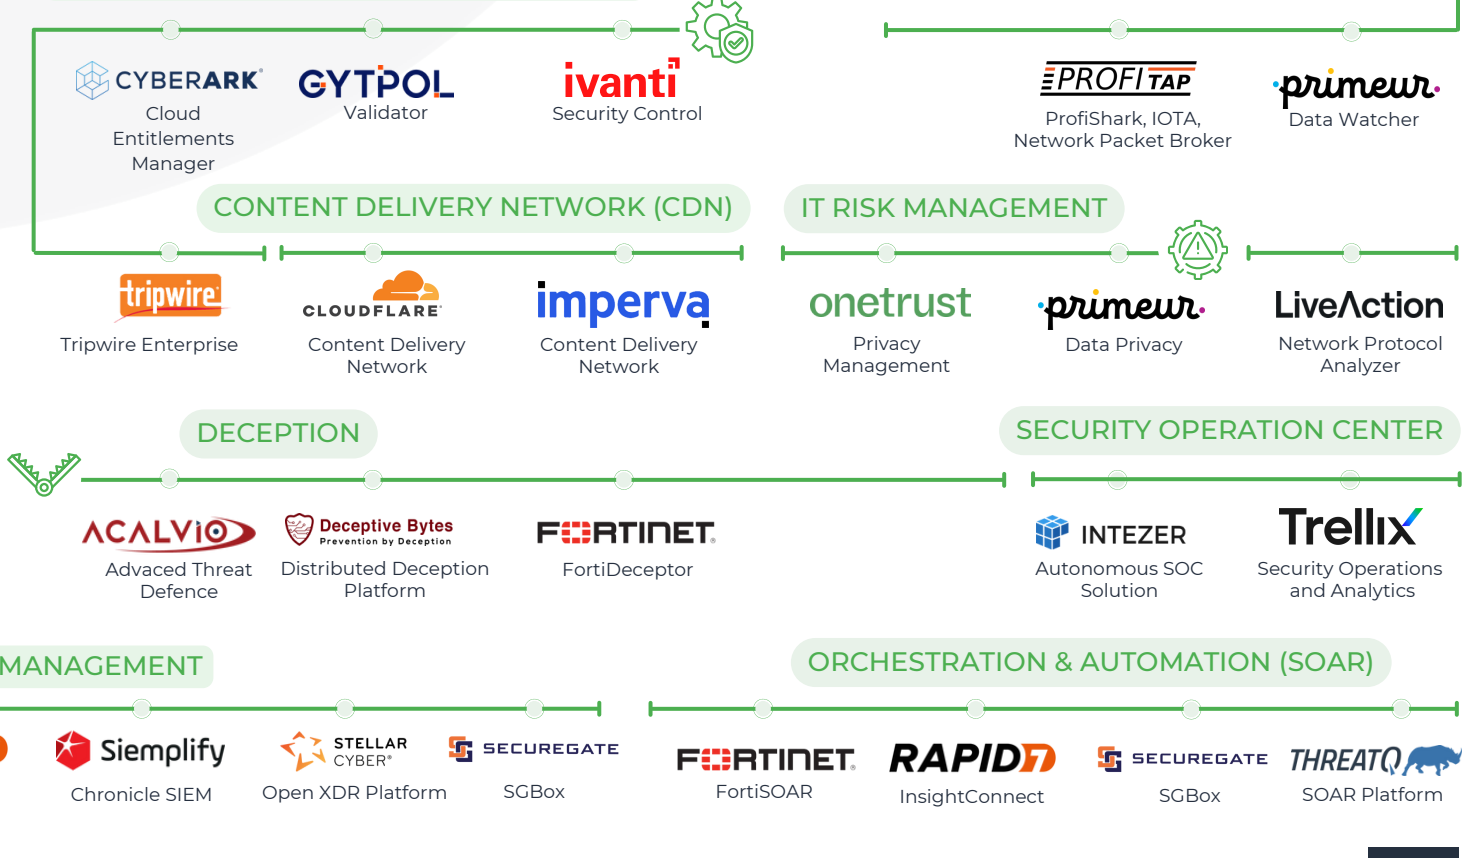 CYBERARK®
Cloud
Entitlements
Manager
GYTPOL
Validator
ivanti
Security Control
PROFITAP
ProfiShark, IOTA,
Network Packet Broker
primeur
Data Watcher
CONTENT DELIVERY NETWORK (CDN)
IT RISK MANAGEMENT
tripwire
Tripwire Enterprise
CLOUDFLARE
Content Delivery
Network
imperva
Content Delivery
Network
onetrust
Privacy
Management
primeur
Data Privacy
LiveAction
Network Protocol
Analyzer
DECEPTION
SECURITY OPERATION CENTER
ACALVIO
Advaced Threat
Defence
Deceptive Bytes
Prevention by Deception
Distributed Deception
Platform
FORTINET
FortiDeceptor
INTEZER
Autonomous SOC
Solution
Trellix
Security Operations
and Analytics
MANAGEMENT
ORCHESTRATION & AUTOMATION (SOAR)
Siemplify
Chronicle SIEM
STELLAR
CYBER®
Open XDR Platform
SECUREGATE
SGBox
FORTINET
FortiSOAR
RAPID7
InsightConnect
SECUREGATE
SGBox
THREATQ
SOAR Platform